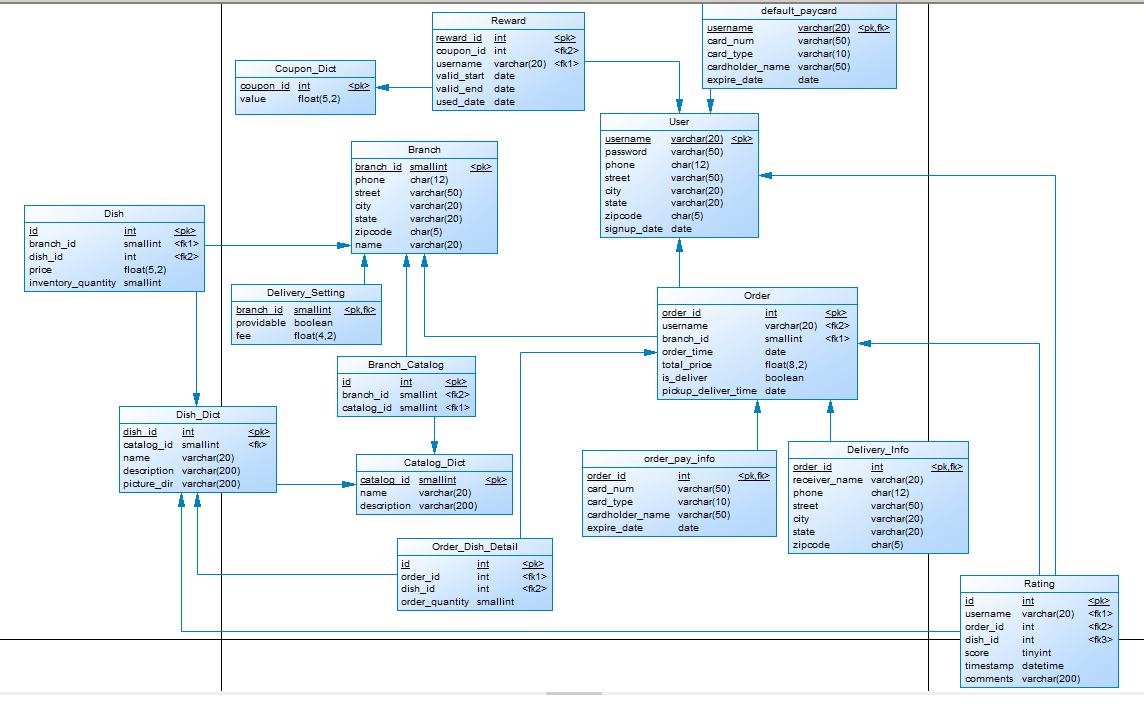 default_paycard
username varchar(20) <pk,fk>
card_num varchar(50)
card_type varchar(10)
cardholder_name varchar(50)
expire_date date
Reward
reward_id int <pk>
coupon_id int <fk2>
username varchar(20) <fk1>
valid_start date
valid_end date
used_date date
Coupon_Dict
coupon_id int <pk>
value float(5,2)
User
username varchar(20) <pk>
password varchar(50)
phone char(12)
street varchar(50)
city varchar(20)
state varchar(20)
zipcode char(5)
signup_date date
Branch
branch_id smallint <pk>
phone char(12)
street varchar(50)
city varchar(20)
state varchar(20)
zipcode char(5)
name varchar(20)
Dish
id int <pk>
branch_id smallint <fk1>
dish_id int <fk2>
price float(5,2)
inventory_quantity smallint
Delivery_Setting
branch_id smallint <pk,fk>
providable boolean
fee float(4,2)
Order
order_id int <pk>
username varchar(20) <fk2>
branch_id smallint <fk1>
order_time date
total_price float(8,2)
is_deliver boolean
pickup_deliver_time date
Branch_Catalog
id int <pk>
branch_id smallint <fk2>
catalog_id smallint <fk1>
Dish_Dict
dish_id int <pk>
catalog_id smallint <fk>
name varchar(20)
description varchar(200)
picture_dir varchar(200)
Catalog_Dict
catalog_id smallint <pk>
name varchar(20)
description varchar(200)
order_pay_info
order_id int <pk,fk>
card_num varchar(50)
card_type varchar(10)
cardholder_name varchar(50)
expire_date date
Delivery_Info
order_id int <pk,fk>
receiver_name varchar(20)
phone char(12)
street varchar(50)
city varchar(20)
state varchar(20)
zipcode char(5)
Order_Dish_Detail
id int <pk>
order_id int <fk1>
dish_id int <fk2>
order_quantity smallint
Rating
id int <pk>
username varchar(20) <fk1>
order_id int <fk2>
dish_id int <fk3>
score tinyint
timestamp datetime
comments varchar(200)